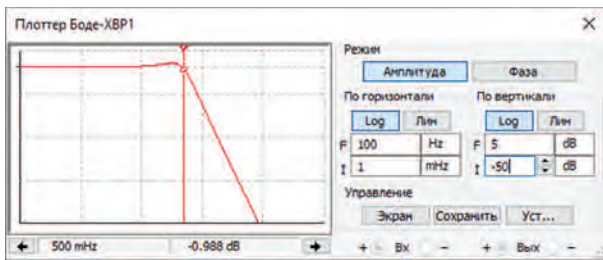 Плоттер Боде-XBP1
Режим
Амплитуда Фаза
По горизонтали По вертикали
Log Лин Log Лин
F 100 Hz F 5 dB
I 1 mHz I -50 dB
Управление
Экран Сохранить Уст...
500 mHz -0.988 dB + Вх - + Вых -